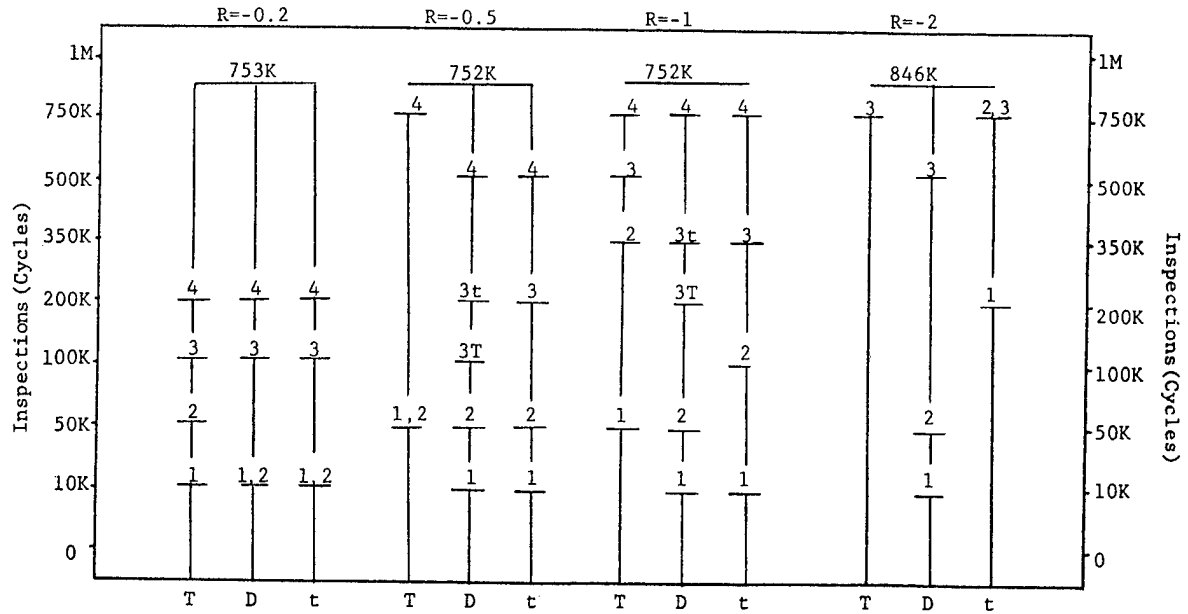 R=-0.2 R=-0.5 R=-1 R=-2
1M 1M
753K 752K 752K 846K
750K 4 4 4 4 3 2,3 750K
500K 4 4 3 3 500K
350K 2 3t 3 350K
200K 4 4 4 3t 3 3T 1 200K
100K 3 3 3 3T 2 100K
50K 2 1,2 2 2 1 2 2 50K
10K 1 1,2 1,2 1 1 1 1 1 10K
0 0
T D t T D t T D t T D t
Inspections(Cycles)
Inspections(Cycles)